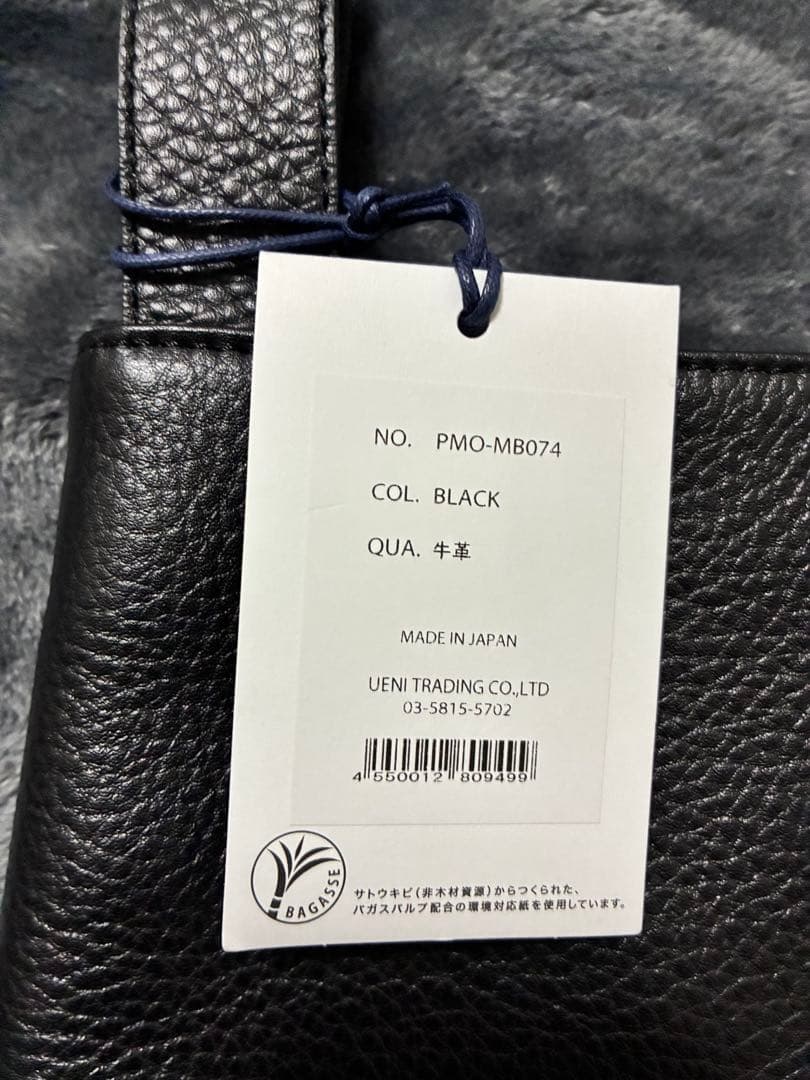 NO. PMO-MB074
COL. BLACK
QUA. 牛革
MADE IN JAPAN
UENI TRADING CO.,LTD
03-5815-5702
4 550012 809499
BAGASSE
サトウキビ（非木材資源）からつくられた、
バガスパルプ配合の環境対応紙を使用しています。